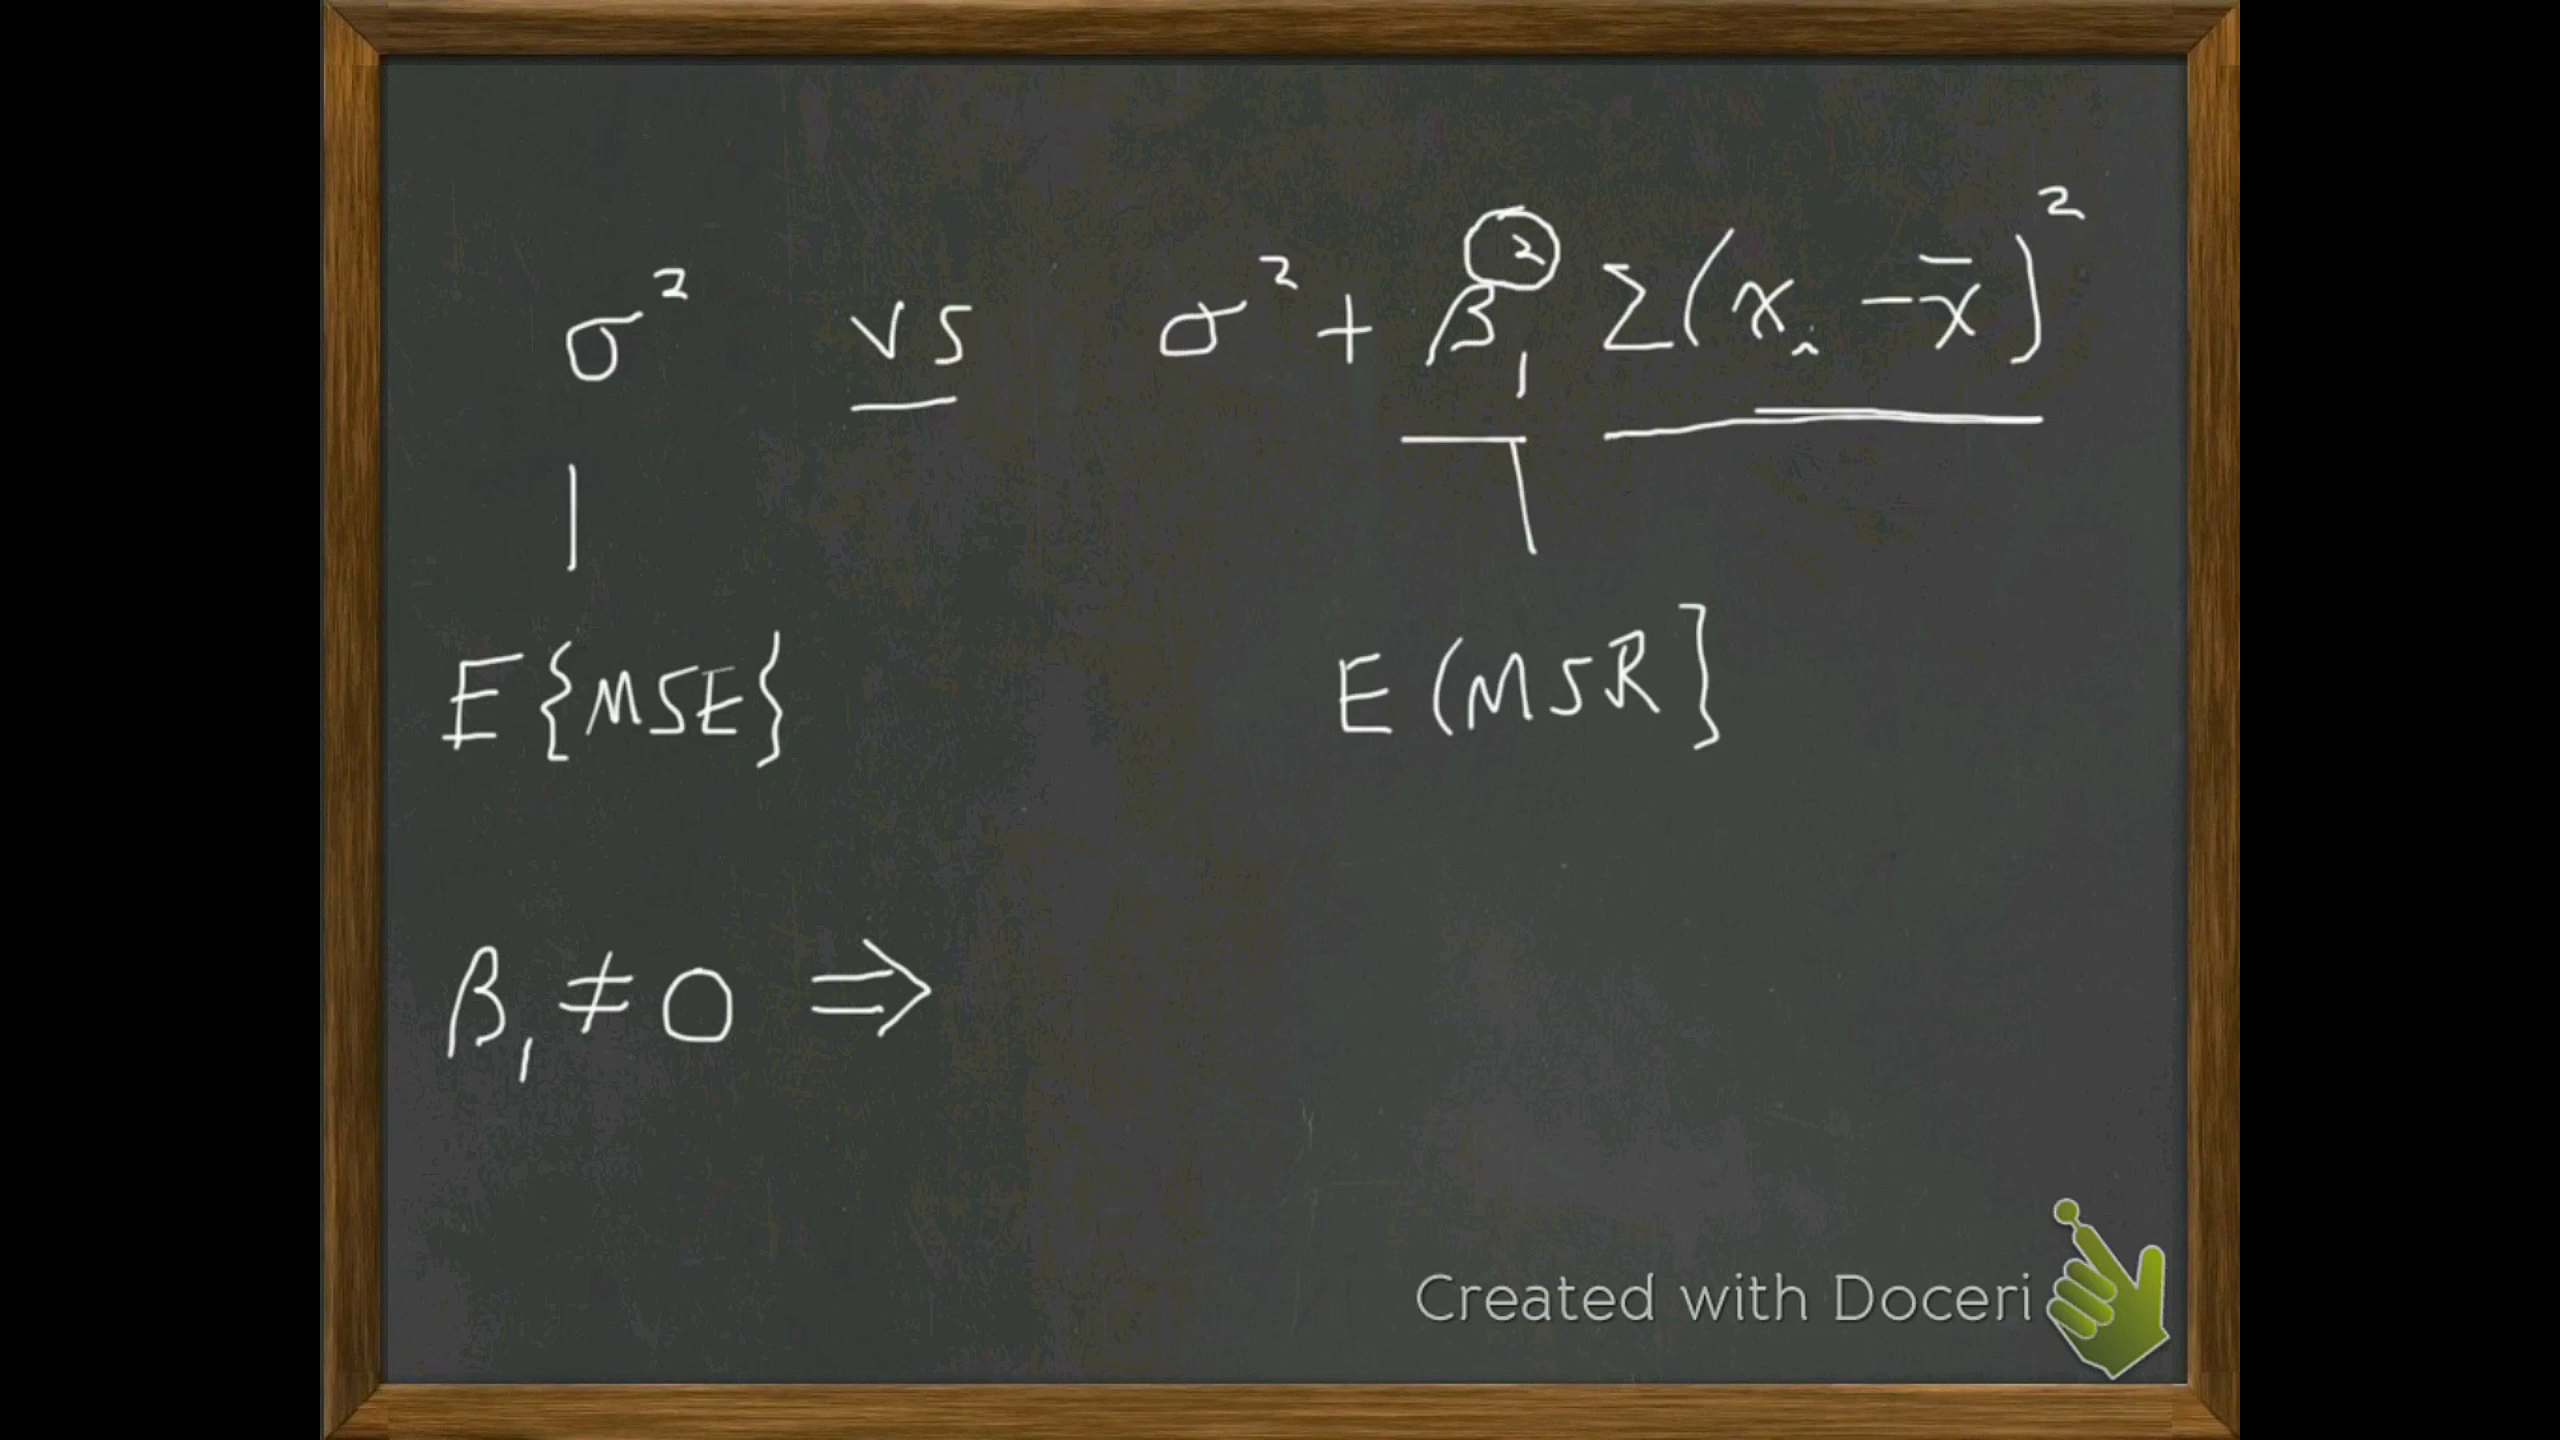 σ² vs σ² + β₁² Σ(xᵢ - x̄)²
E{MSE} E(MSR}
β₁ ≠ 0 ⇒
Created with Doceri